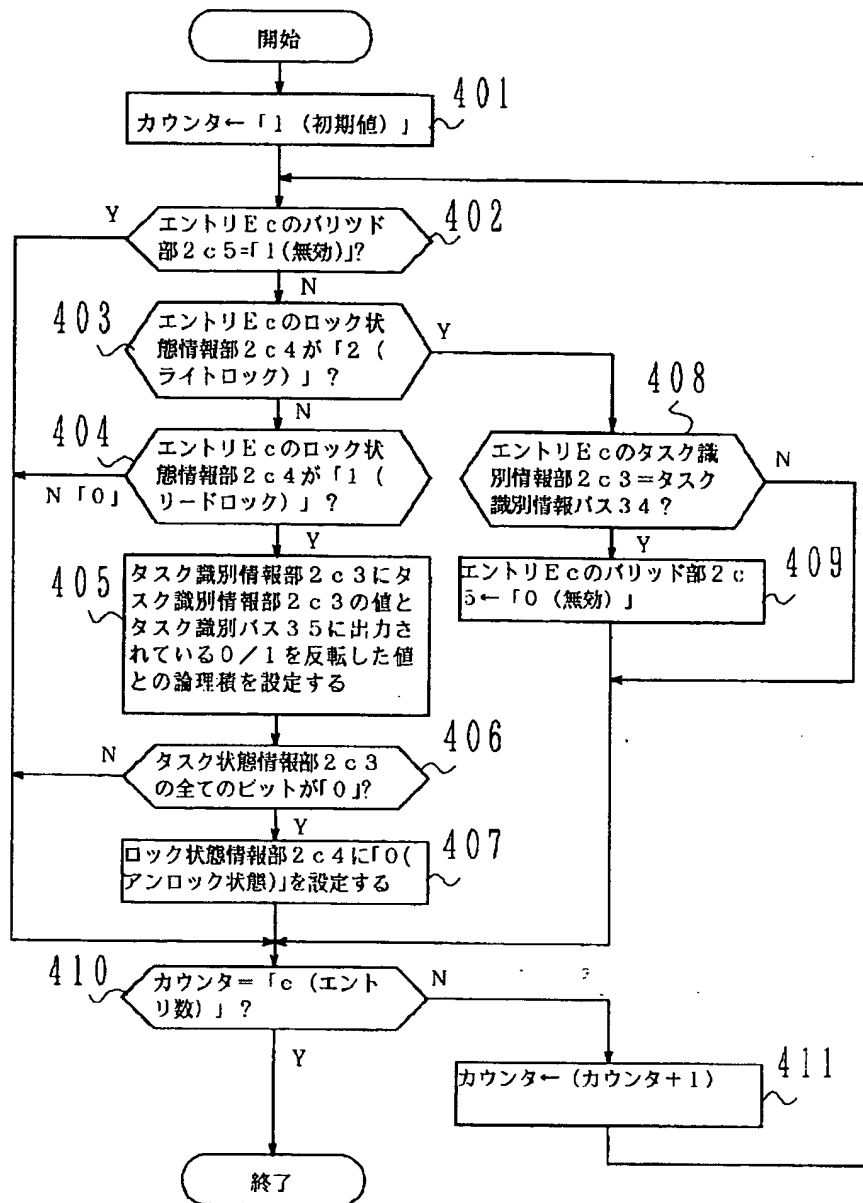 開始
401
カウンタ←「1 (初期値)」
Y
エントリEcのバリツド
部2c5=「1(無効)」?
402
N
403
エントリEcのロック状
態情報部2c4が「2 (
ライトロック)」?
Y
N
408
404
エントリEcのロック状
態情報部2c4が「1 (
リードロック)」?
N「0」
Y
エントリEcのタスク識
別情報部2c3=タスク
識別情報バス34?
N
Y
405
タスク識別情報部2c3にタ
スク識別情報部2c3の値と
タスク識別バス35に出力さ
れている0/1を反転した値
との論理積を設定する
エントリEcのバリッド部2c
5←「0 (無効)」
409
N
タスク状態情報部2c3
の全てのビットが「0」?
406
Y
ロック状態情報部2c4に「0(
アンロック状態)」を設定する
407
410
カウンタ=「c (エント
リ数)」?
N
Y
カウンタ← (カウンタ+1)
411
終了